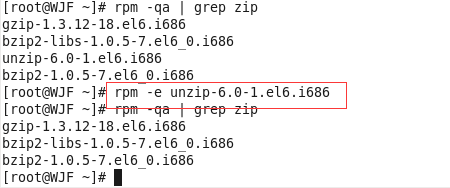 [root@WJF ~]# rpm -qa | grep zip
gzip-1.3.12-18.el6.i686
bzip2-libs-1.0.5-7.el6_0.i686
unzip-6.0-1.el6.i686
bzip2-1.0.5-7.el6_0.i686
[root@WJF ~]# rpm -e unzip-6.0-1.el6.i686
[root@WJF ~]# rpm -qa | grep zip
gzip-1.3.12-18.el6.i686
bzip2-libs-1.0.5-7.el6_0.i686
bzip2-1.0.5-7.el6_0.i686
[root@WJF ~]#